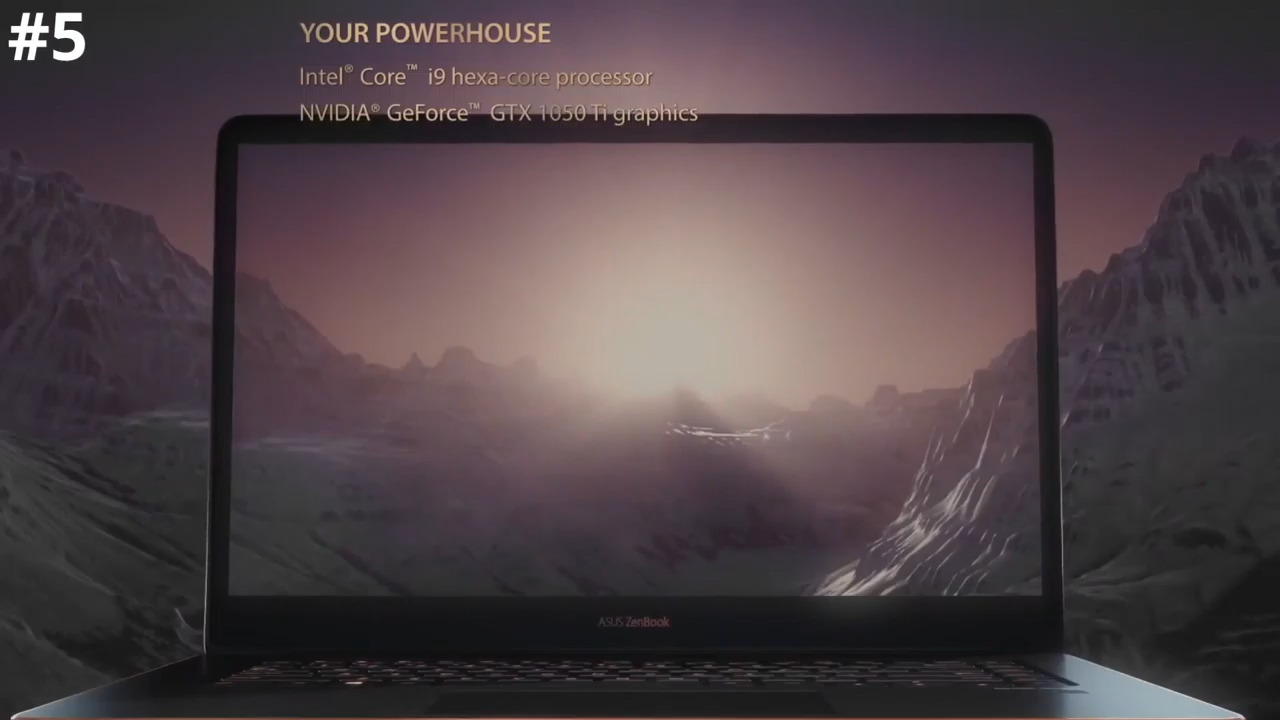 #5
YOUR POWERHOUSE
Intel® Core™ i9 hexa-core processor
NVIDIA® GeForce™ GTX 1050 Ti graphics
ASUS ZenBook